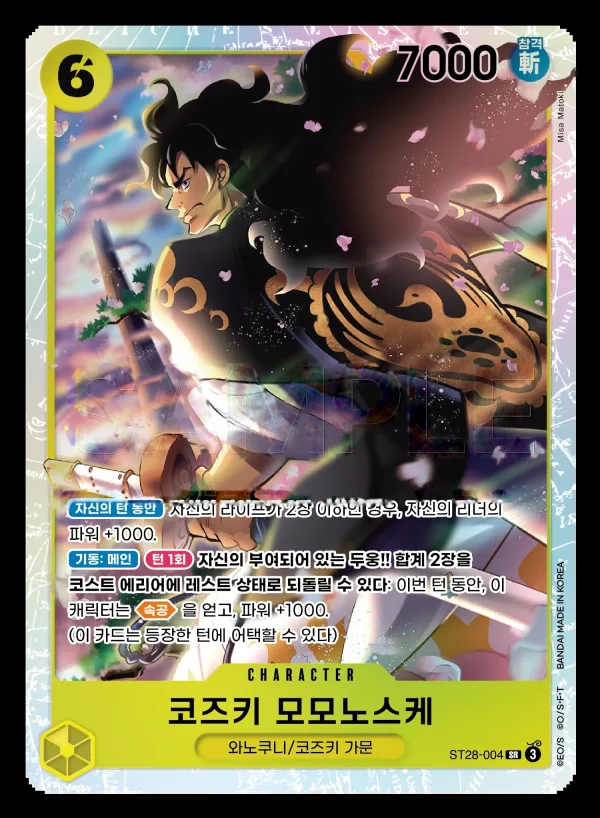 6
7000
참격
斬
Misa Matoki
SAMPLE
자신의 턴 동안 자신의 라이프가 2장 이하인 경우, 자신의 리더의
파워 +1000.
기동: 메인 턴 1회 자신의 부여되어 있는 두웅!! 합계 2장을
코스트 에리어에 레스트 상태로 되돌릴 수 있다: 이번 턴 동안, 이
캐릭터는 속공 을 얻고, 파워 +1000.
(이 카드는 등장한 턴에 어택할 수 있다)
CHARACTER
코즈키 모모노스케
와노쿠니/코즈키 가문
ST28-004 SR 3
©EO/S ©O/S·F·T BANDAI MADE IN KOREA